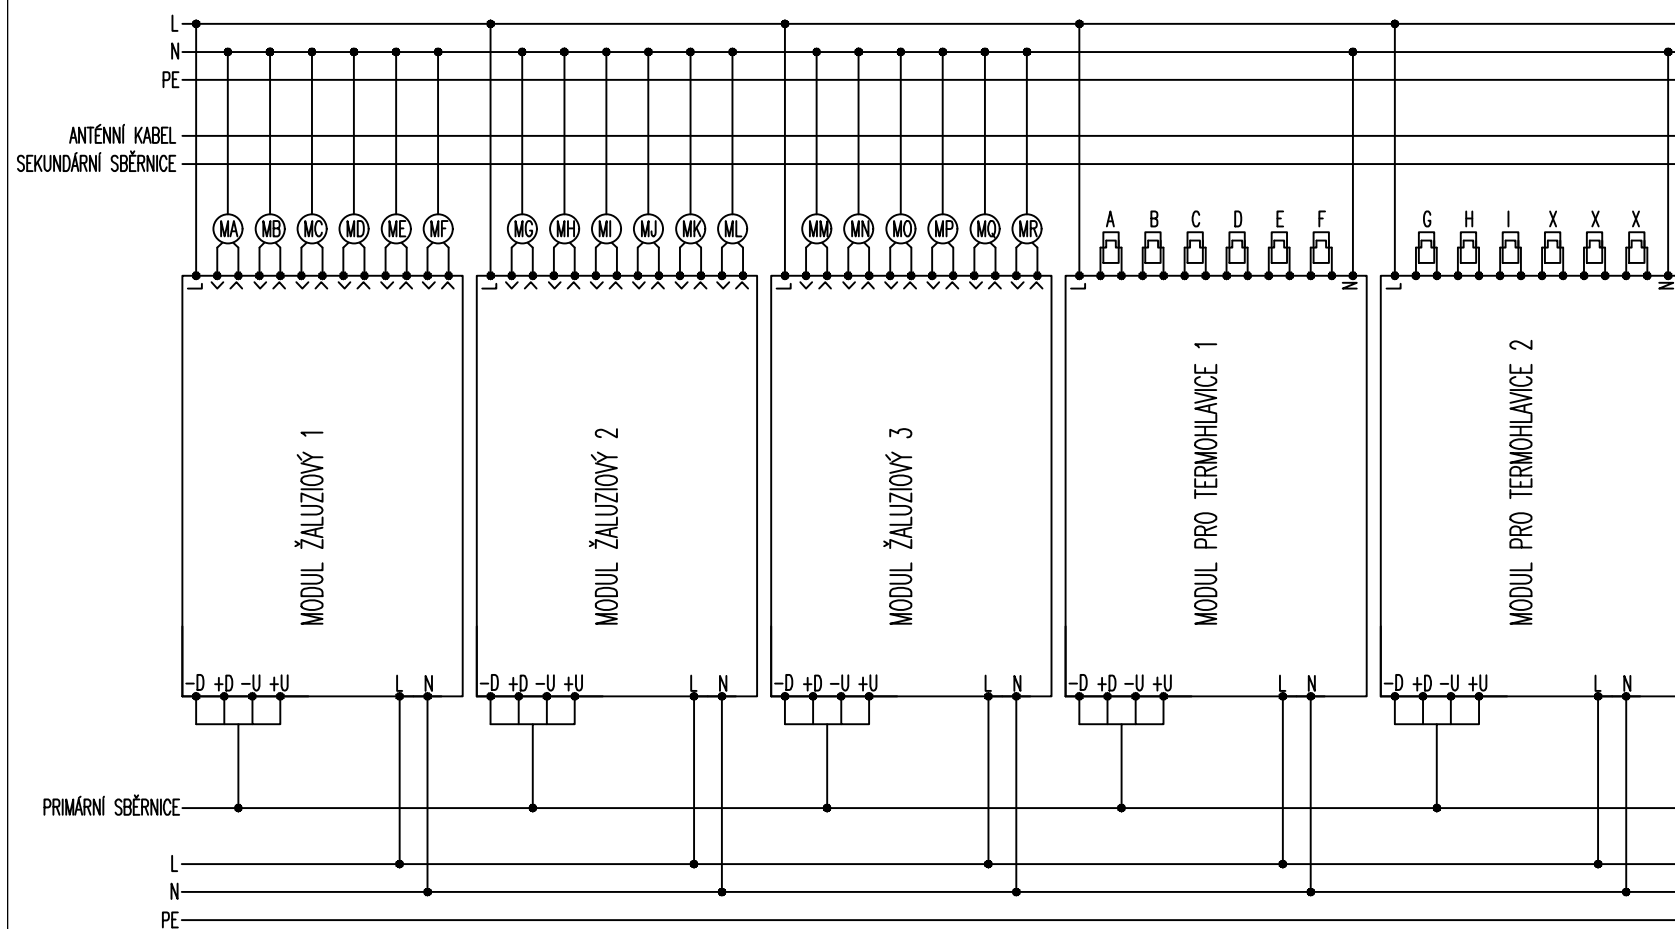 L
N
PE
ANTÉNNÍ KABEL
SEKUNDÁRNÍ SBĚRNICE
MA MB MC MD ME MF MG MH MI MJ MK ML MM MN MO MP MQ MR A B C D E F G H I X X X
L < > < > < > < > < > < > L < > < > < > < > < > < > L < > < > < > < > < > < > L N L N
MODUL ŽALUZIOVÝ 1
MODUL ŽALUZIOVÝ 2
MODUL ŽALUZIOVÝ 3
MODUL PRO TERMOHLAVICE 1
MODUL PRO TERMOHLAVICE 2
-D +D -U +U L N -D +D -U +U L N -D +D -U +U L N -D +D -U +U L N -D +D -U +U L N
PRIMÁRNÍ SBĚRNICE
L
N
PE